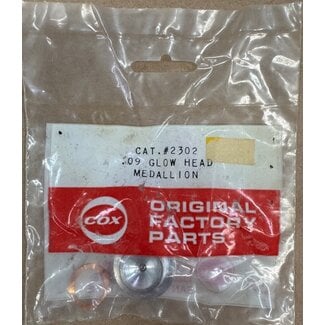 CAT.#2302
.09 GLOW HEAD
MEDALLION
COX
ORIGINAL
FACTORY
PARTS